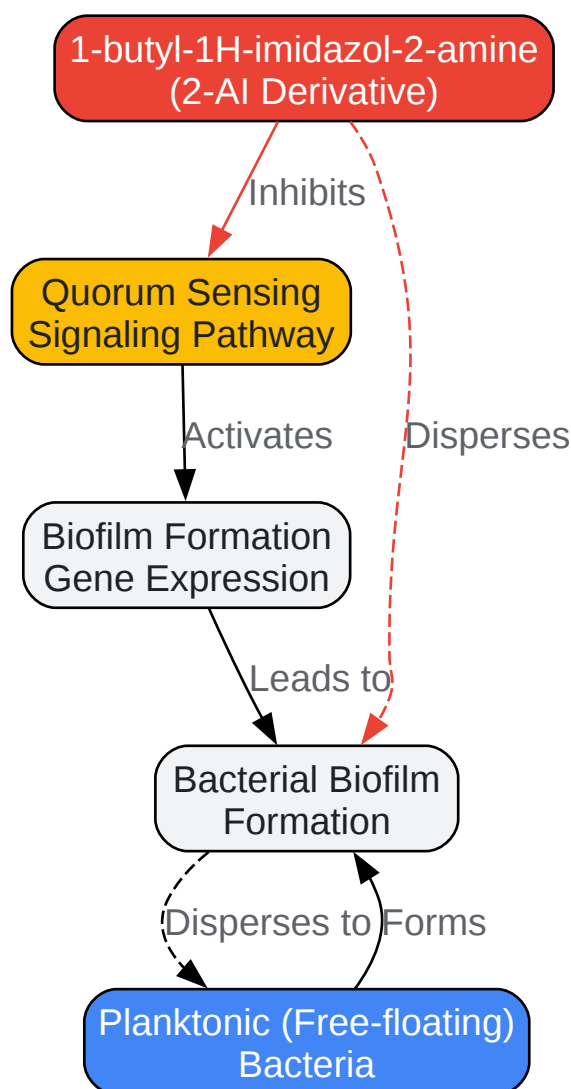 1-butyl-1H-imidazol-2-amine
(2-AI Derivative)
Inhibits
Quorum Sensing
Signaling Pathway
Activates
Disperses
Biofilm Formation
Gene Expression
Leads to
Bacterial Biofilm
Formation
Disperses to
Forms
Planktonic (Free-floating)
Bacteria